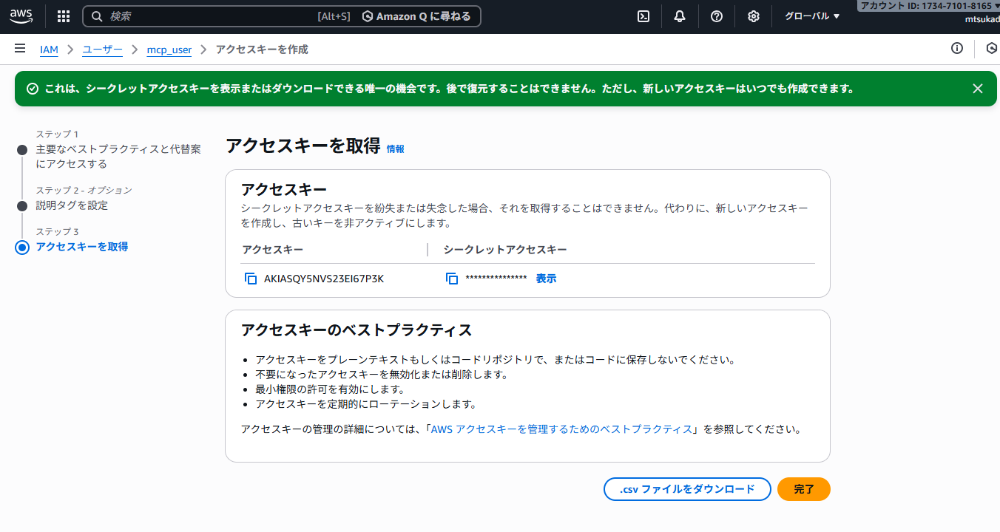 aws
検索
[Alt+S]
Amazon Q に尋ねる
グローバル
アカウント ID: 1734-7101-8165
mtsukad
IAM
ユーザー
mcp_user
アクセスキーを作成
これは、シークレットアクセスキーを表示またはダウンロードできる唯一の機会です。後で復元することはできません。ただし、新しいアクセスキーはいつでも作成できます。
ステップ 1
主要なベストプラクティスと代替案
にアクセスする
ステップ 2 - オプション
説明タグを設定
ステップ 3
アクセスキーを取得
アクセスキーを取得 情報
アクセスキー
シークレットアクセスキーを紛失または失念した場合、それを取得することはできません。代わりに、新しいアクセスキー
を作成し、古いキーを非アクティブにします。
アクセスキー
シークレットアクセスキー
AKIASQY5NVS23EI67P3K
*************** 表示
アクセスキーのベストプラクティス
• アクセスキーをプレーンテキストもしくはコードリポジトリで、またはコードに保存しないでください。
• 不要になったアクセスキーを無効化または削除します。
• 最小権限の許可を有効にします。
• アクセスキーを定期的にローテーションします。
アクセスキーの管理の詳細については、「AWS アクセスキーを管理するためのベストプラクティス」を参照してください。
.csv ファイルをダウンロード
完了